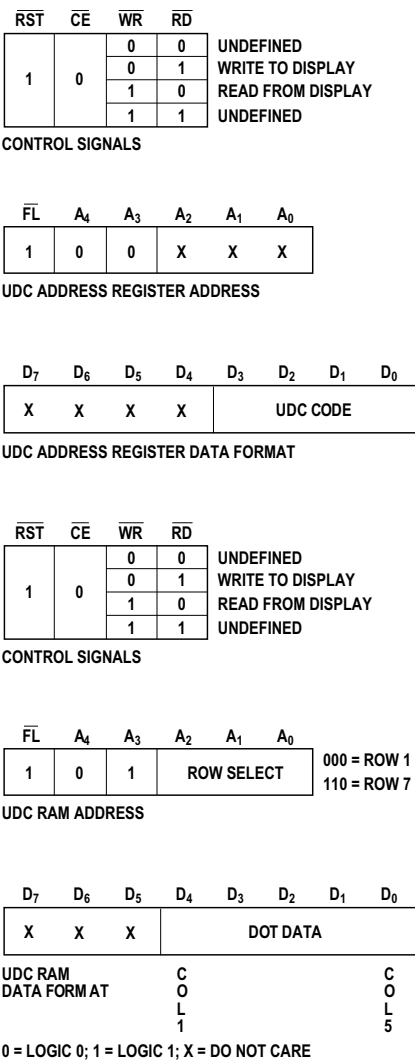 RST CE WR RD
0 0 UNDEFINED
0 1 WRITE TO DISPLAY
1 0
1 0 READ FROM DISPLAY
1 1 UNDEFINED
CONTROL SIGNALS
FL A4 A3 A2 A1 A0
1 0 0 X X X
UDC ADDRESS REGISTER ADDRESS
D7 D6 D5 D4 D3 D2 D1 D0
X X X X UDC CODE
UDC ADDRESS REGISTER DATA FORMAT
RST CE WR RD
0 0 UNDEFINED
0 1 WRITE TO DISPLAY
1 0
1 0 READ FROM DISPLAY
1 1 UNDEFINED
CONTROL SIGNALS
FL A4 A3 A2 A1 A0
1 0 1 ROW SELECT
000 = ROW 1
110 = ROW 7
UDC RAM ADDRESS
D7 D6 D5 D4 D3 D2 D1 D0
X X X DOT DATA
UDC RAM
DATA FORMAT
COL1
COL5
0 = LOGIC 0; 1 = LOGIC 1; X = DO NOT CARE